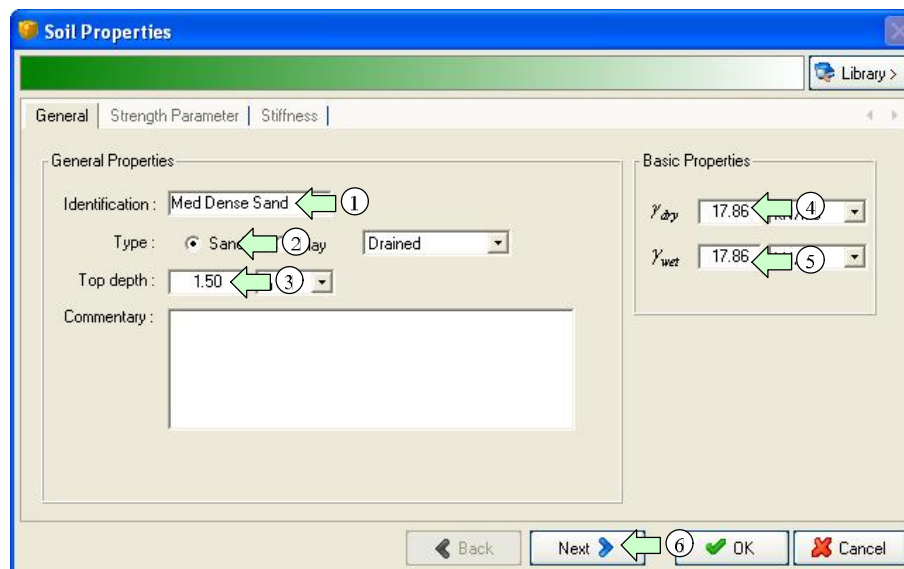 Soil Properties
Library >
General Strength Parameter Stiffness
General Properties
Identification : Med Dense Sand 1
Type : Sand 2 Drained
Top depth : 1.50 3
Commentary :
Basic Properties
γdry 17.86 4
γwet 17.86 5
Back Next 6 OK Cancel